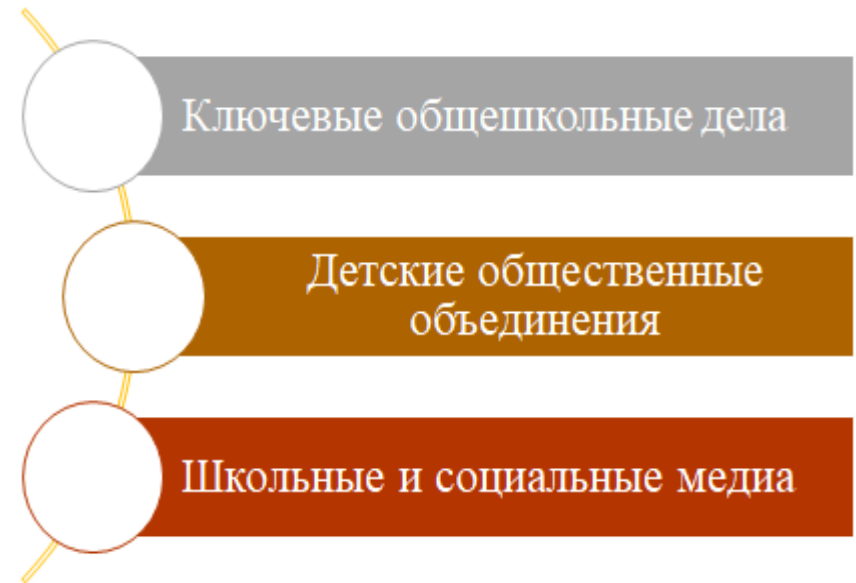 Ключевые общешкольные дела
Детские общественные
объединения
Школьные и социальные медиа